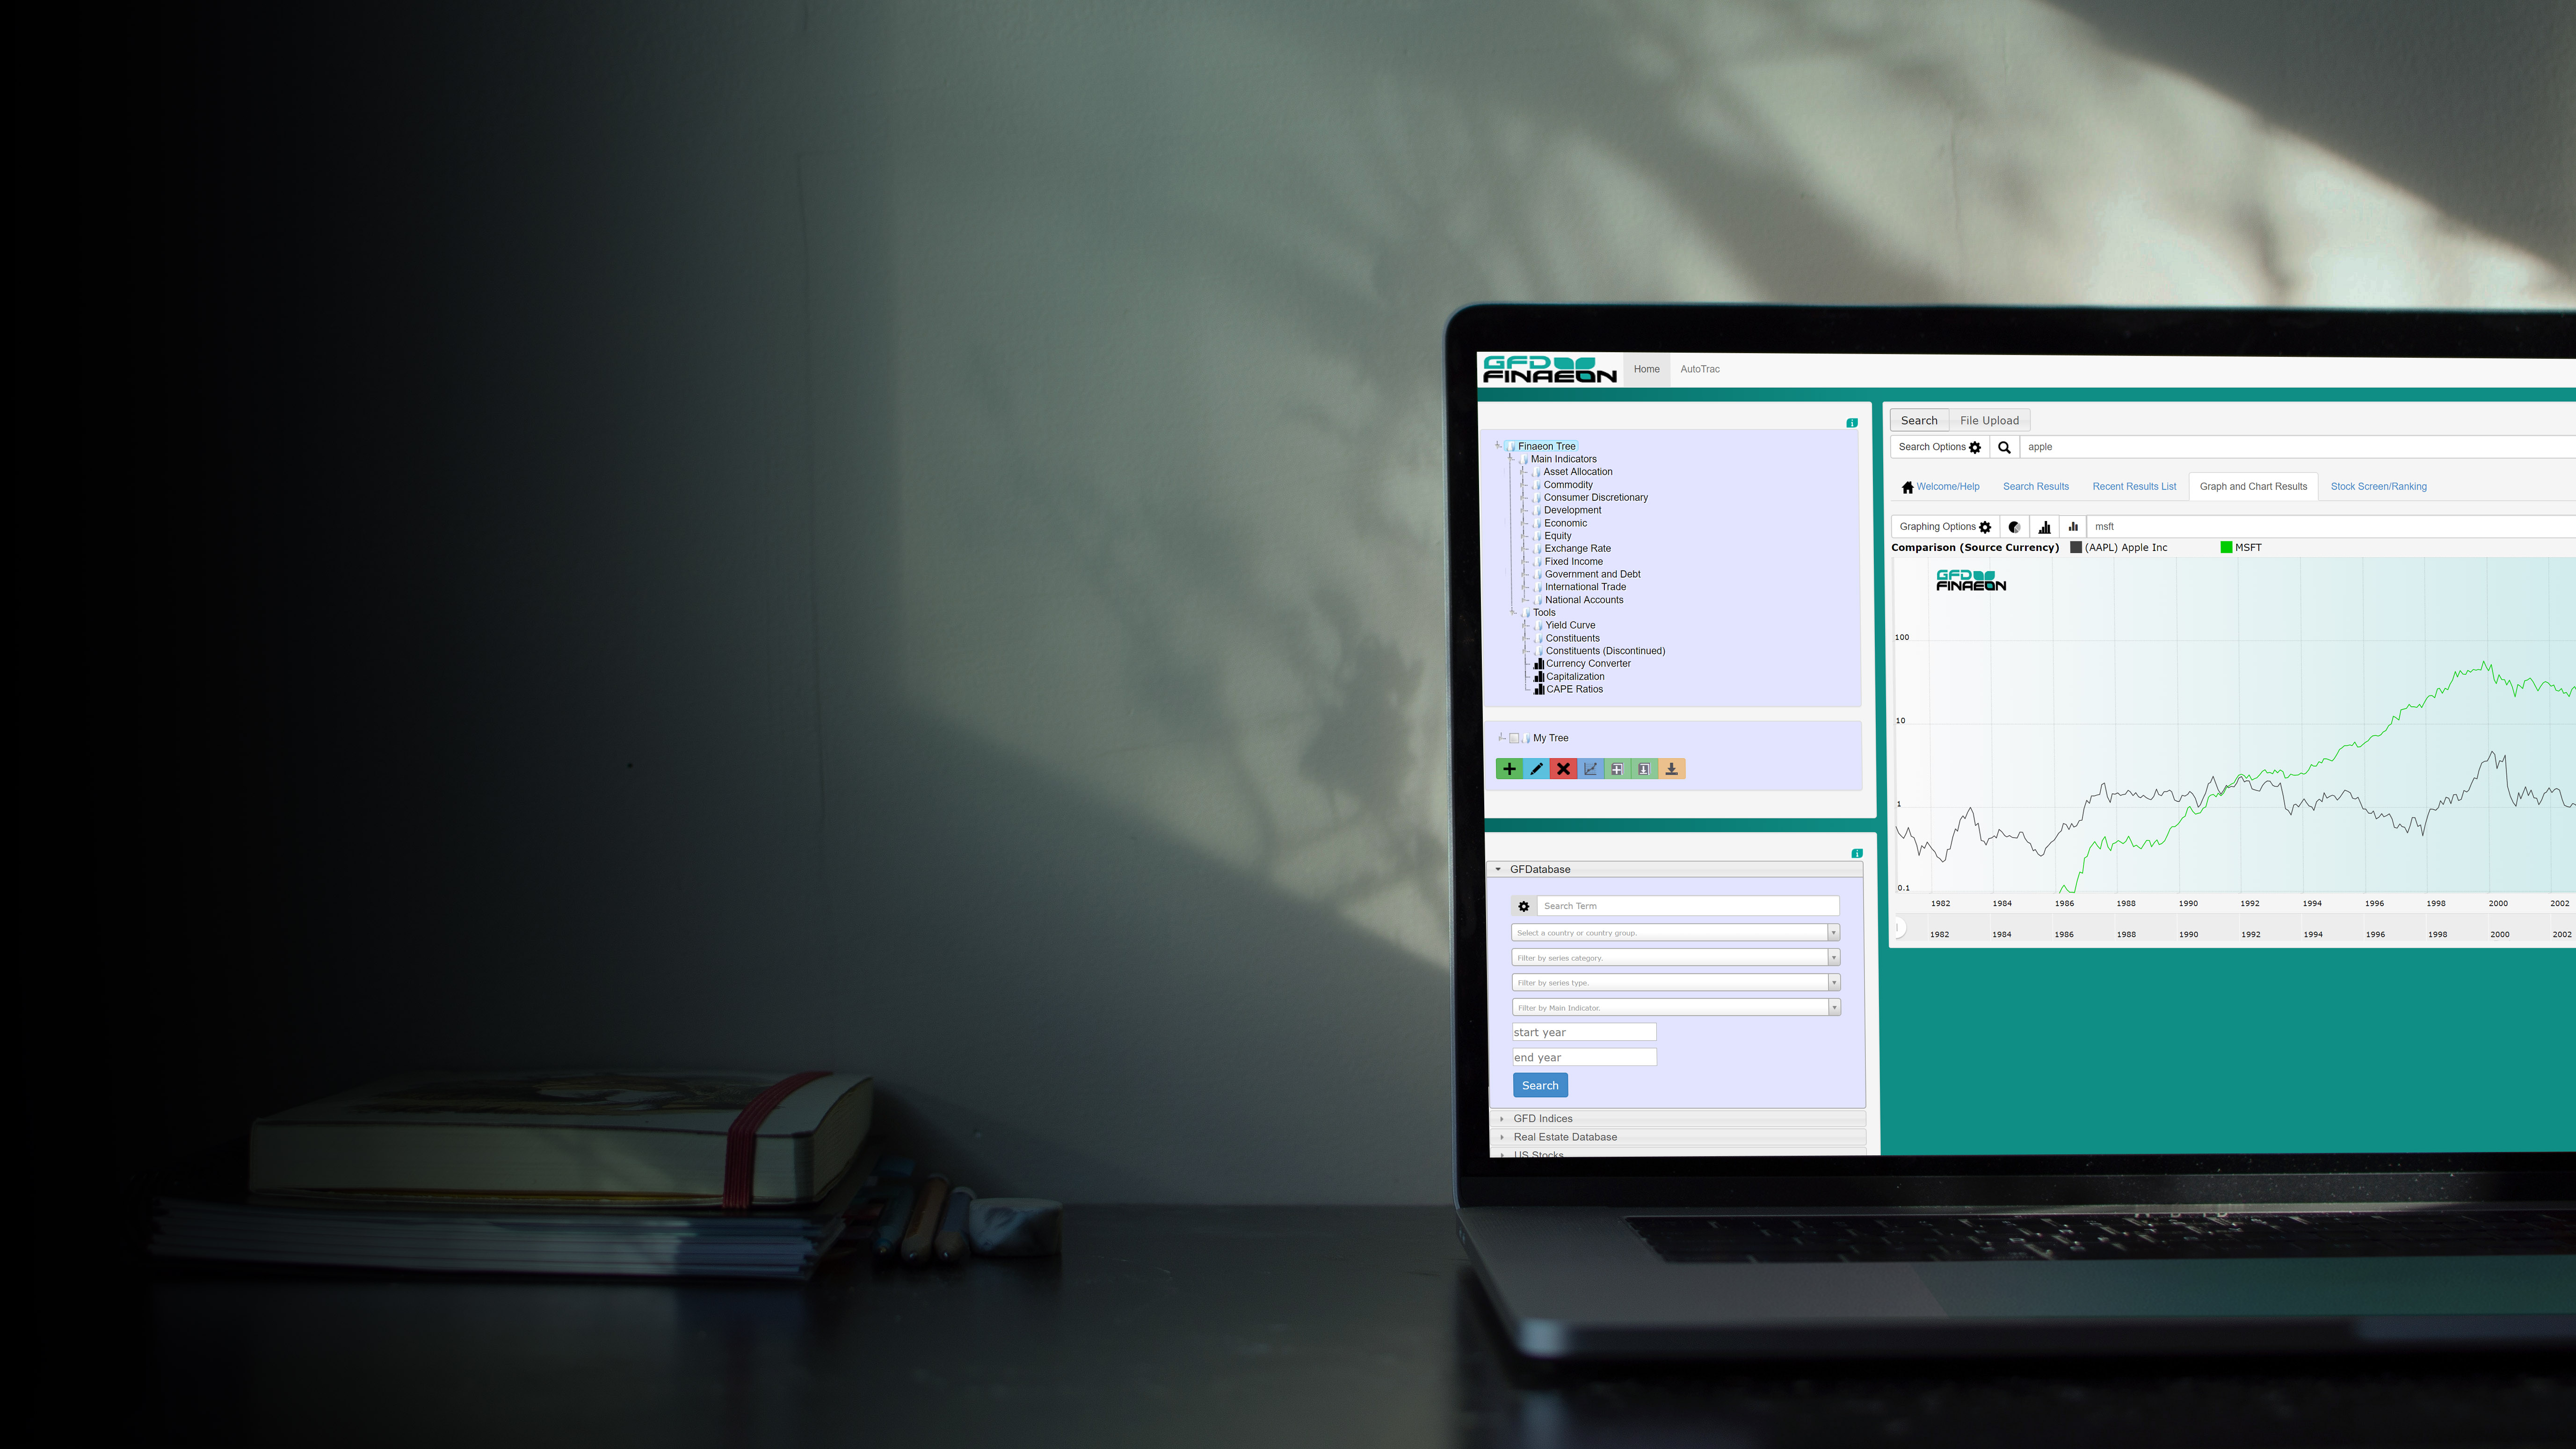 GFD
FINAEON
Home
AutoTrac
Finaeon Tree
Main Indicators
Asset Allocation
Commodity
Consumer Discretionary
Development
Economic
Equity
Exchange Rate
Fixed Income
Government and Debt
International Trade
National Accounts
Tools
Yield Curve
Constituents
Constituents (Discontinued)
Currency Converter
Capitalization
CAPE Ratios
My Tree
GFDatabase
Search Term
Select a country or country group.
Filter by series category.
Filter by series type.
Filter by Main Indicator.
start year
end year
Search
GFD Indices
Real Estate Database
US Stocks
Search File Upload
Search Options apple
Welcome/Help Search Results Recent Results List Graph and Chart Results Stock Screen/Ranking
Graphing Options msft
Comparison (Source Currency) (AAPL) Apple Inc MSFT
GFD
FINAEON
100
10
1
0.1
1982 1984 1986 1988 1990 1992 1994 1996 1998 2000 2002
1982 1984 1986 1988 1990 1992 1994 1996 1998 2000 2002